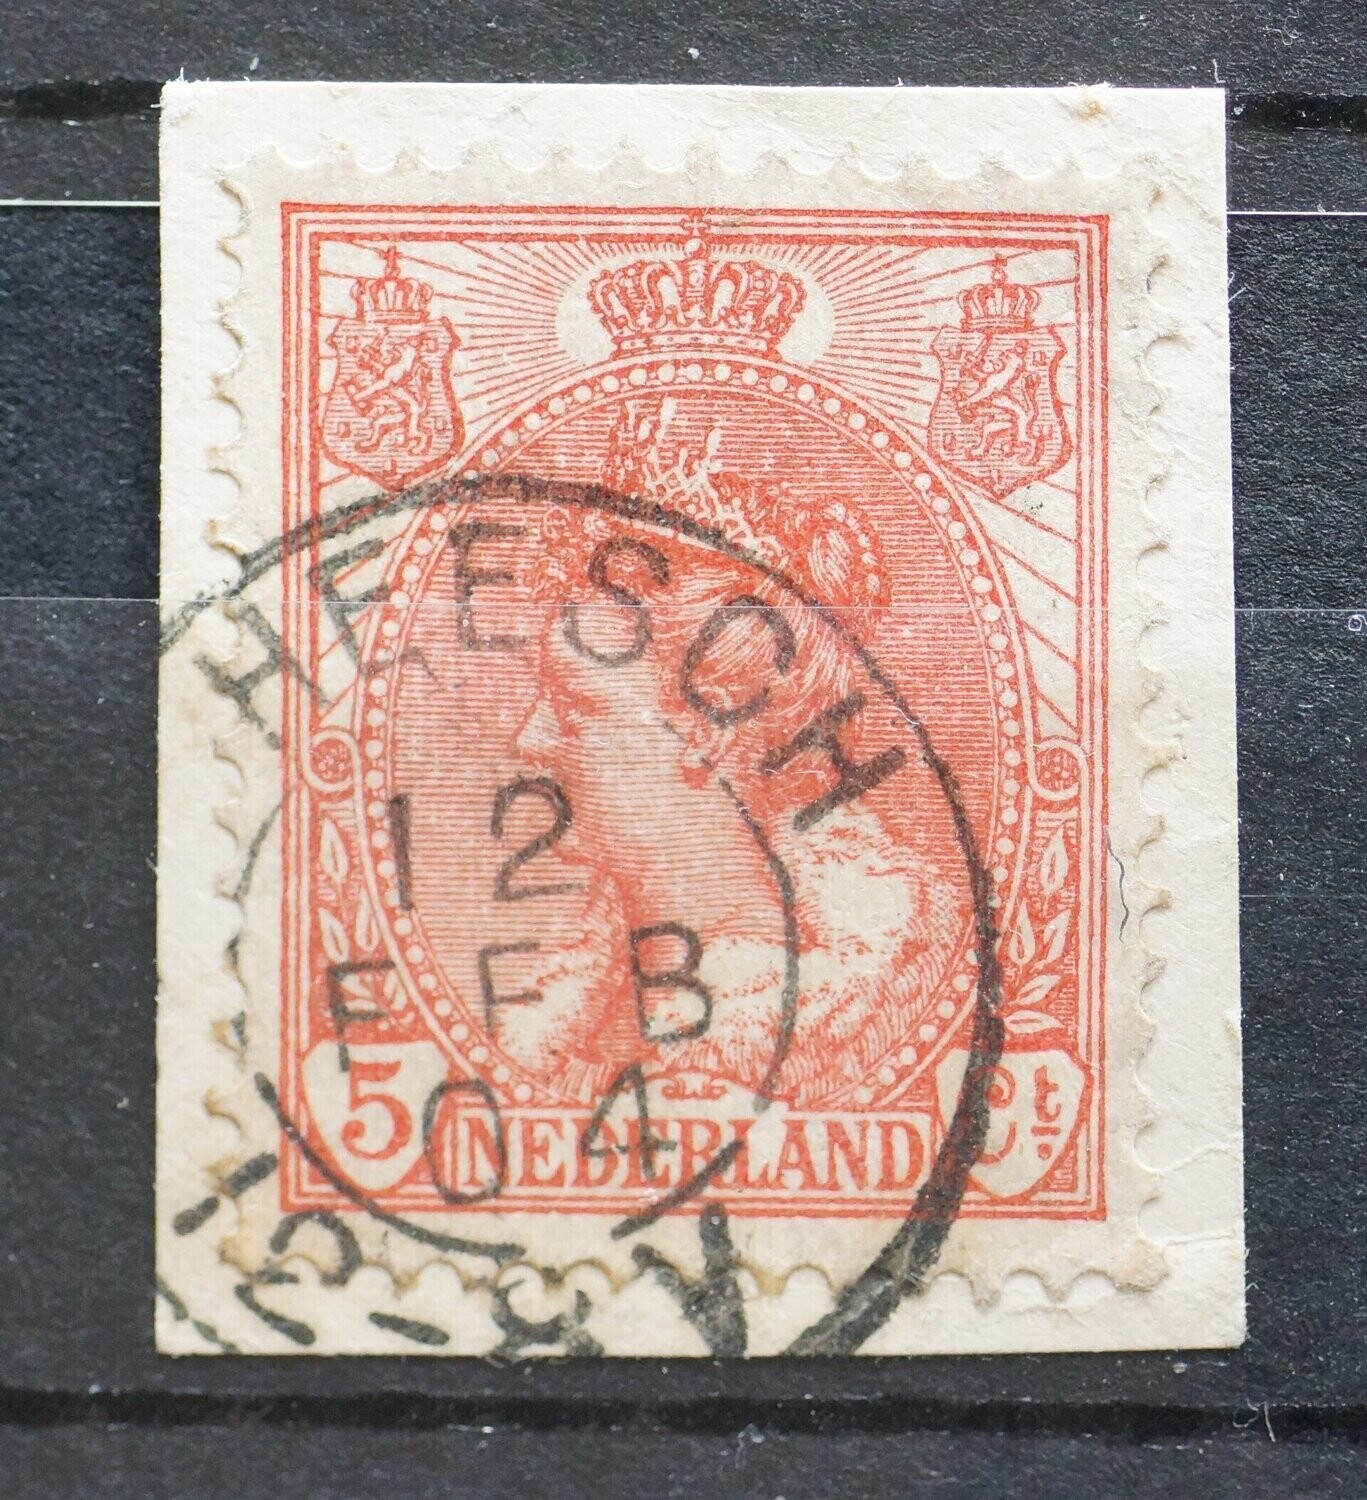 HEESCH
12
FEB
04
5
NEDERLAND
Ct.